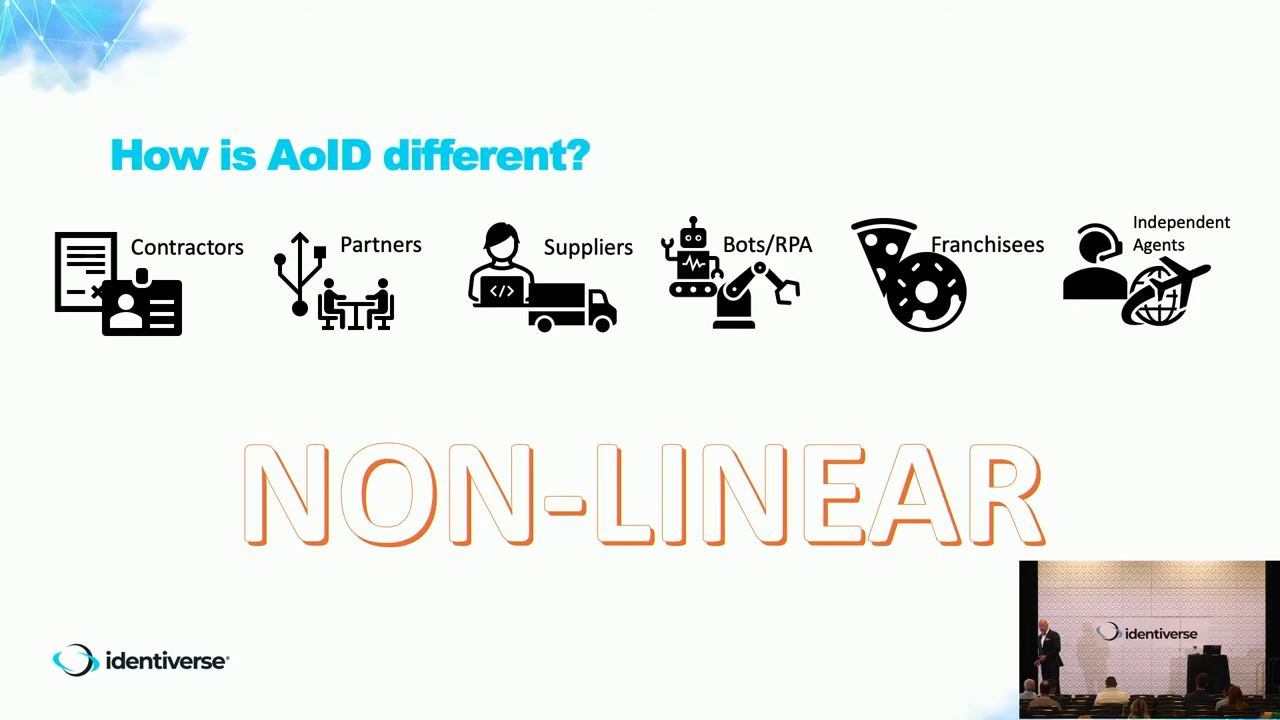 How is AoID different?
Contractors
Partners
Suppliers
Bots/RPA
Franchisees
Independent
Agents
</>
NON-LINEAR
identiverse
identiverse